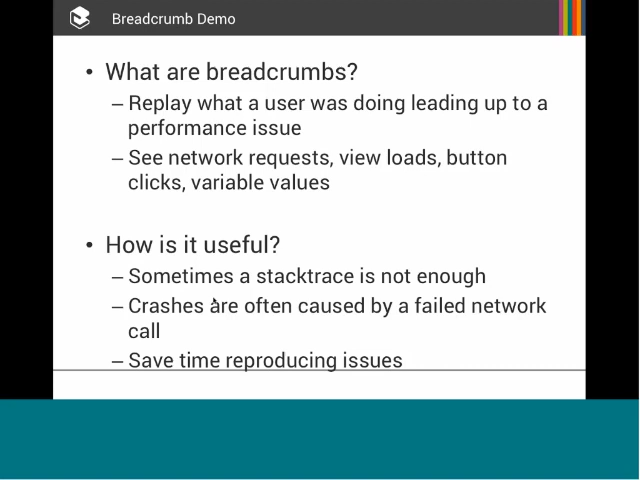 Breadcrumb Demo
• What are breadcrumbs?
– Replay what a user was doing leading up to a
performance issue
– See network requests, view loads, button
clicks, variable values
• How is it useful?
– Sometimes a stacktrace is not enough
– Crashes are often caused by a failed network
call
– Save time reproducing issues